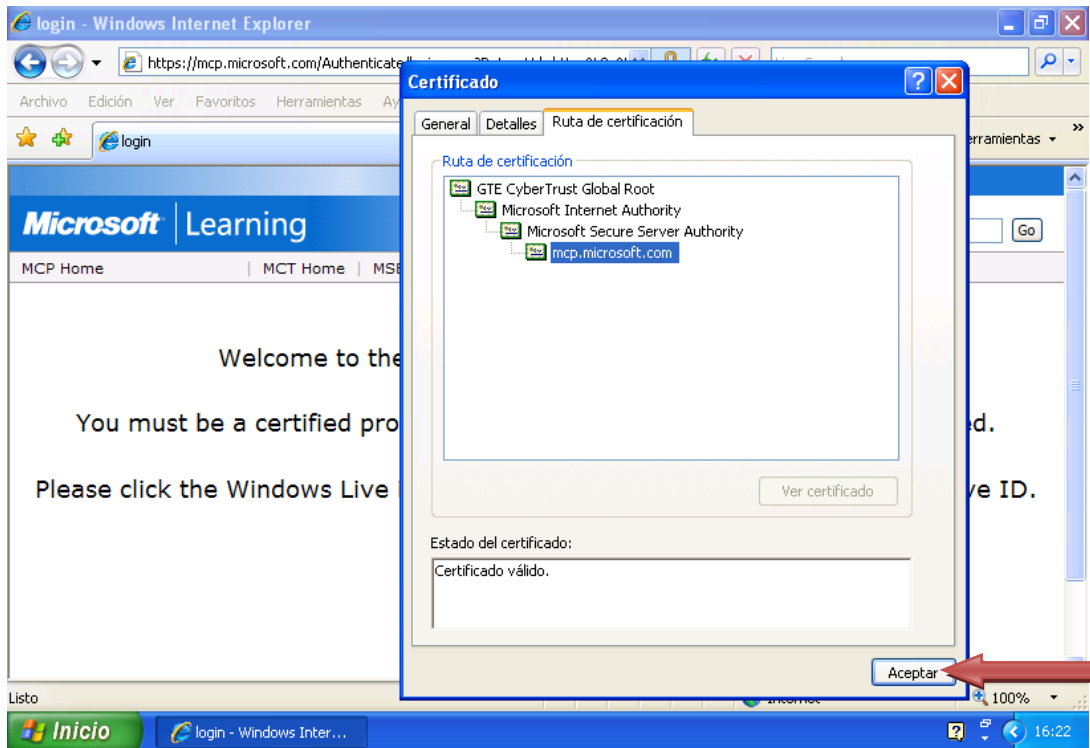 login - Windows Internet Explorer
https://mcp.microsoft.com/Authenticate
Archivo Edición Ver Favoritos Herramientas Ay
login
erramientas
»
Microsoft Learning
Go
MCP Home | MCT Home | MSB
Welcome to the
You must be a certified pro
ed.
Please click the Windows Live i
ve ID.
Certificado
General Detalles Ruta de certificación
Ruta de certificación
GTE CyberTrust Global Root
Microsoft Internet Authority
Microsoft Secure Server Authority
mcp.microsoft.com
Ver certificado
Estado del certificado:
Certificado válido.
Aceptar
Listo
100%
Inicio
login - Windows Inter...
16:22